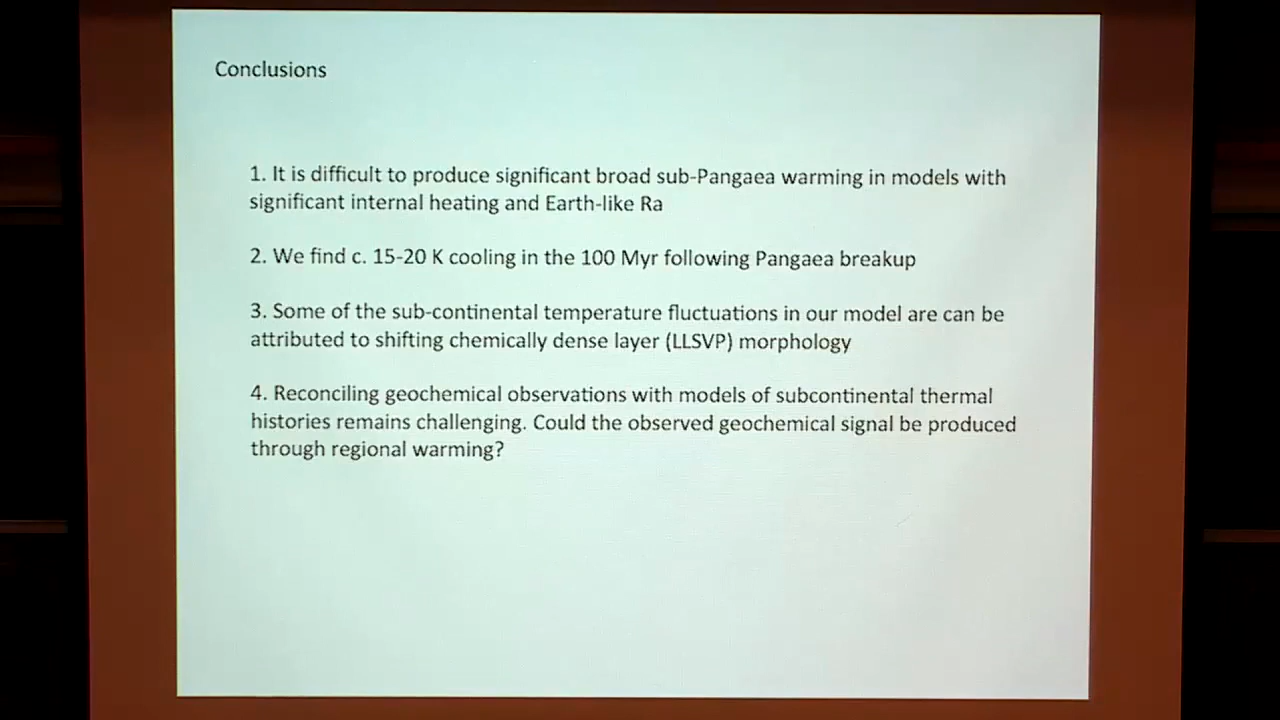 Conclusions
1. It is difficult to produce significant broad sub-Pangaea warming in models with
significant internal heating and Earth-like Ra
2. We find c. 15-20 K cooling in the 100 Myr following Pangaea breakup
3. Some of the sub-continental temperature fluctuations in our model are can be
attributed to shifting chemically dense layer (LLSVP) morphology
4. Reconciling geochemical observations with models of subcontinental thermal
histories remains challenging. Could the observed geochemical signal be produced
through regional warming?